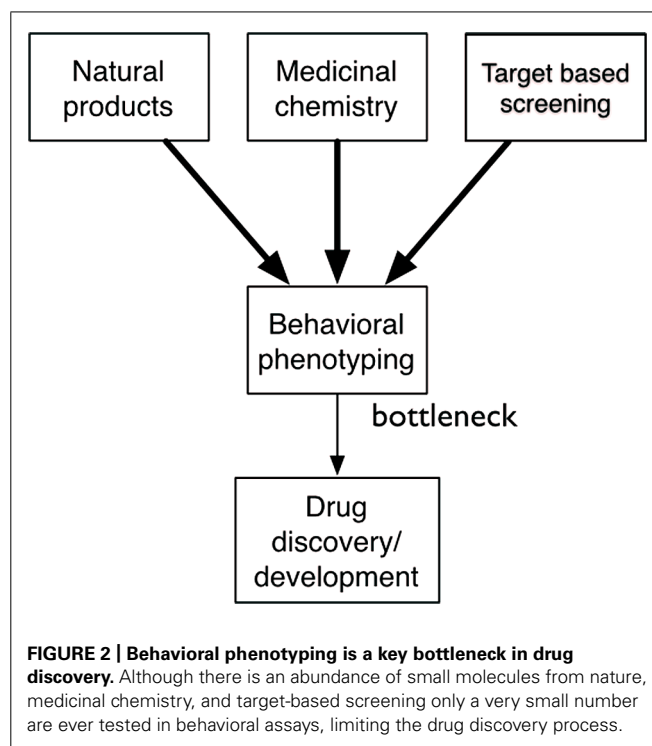 Natural
products
Medicinal
chemistry
Target based
screening
Behavioral
phenotyping
bottleneck
Drug
discovery/
development
FIGURE 2 | Behavioral phenotyping is a key bottleneck in drug
discovery. Although there is an abundance of small molecules from nature,
medicinal chemistry, and target-based screening only a very small number
are ever tested in behavioral assays, limiting the drug discovery process.